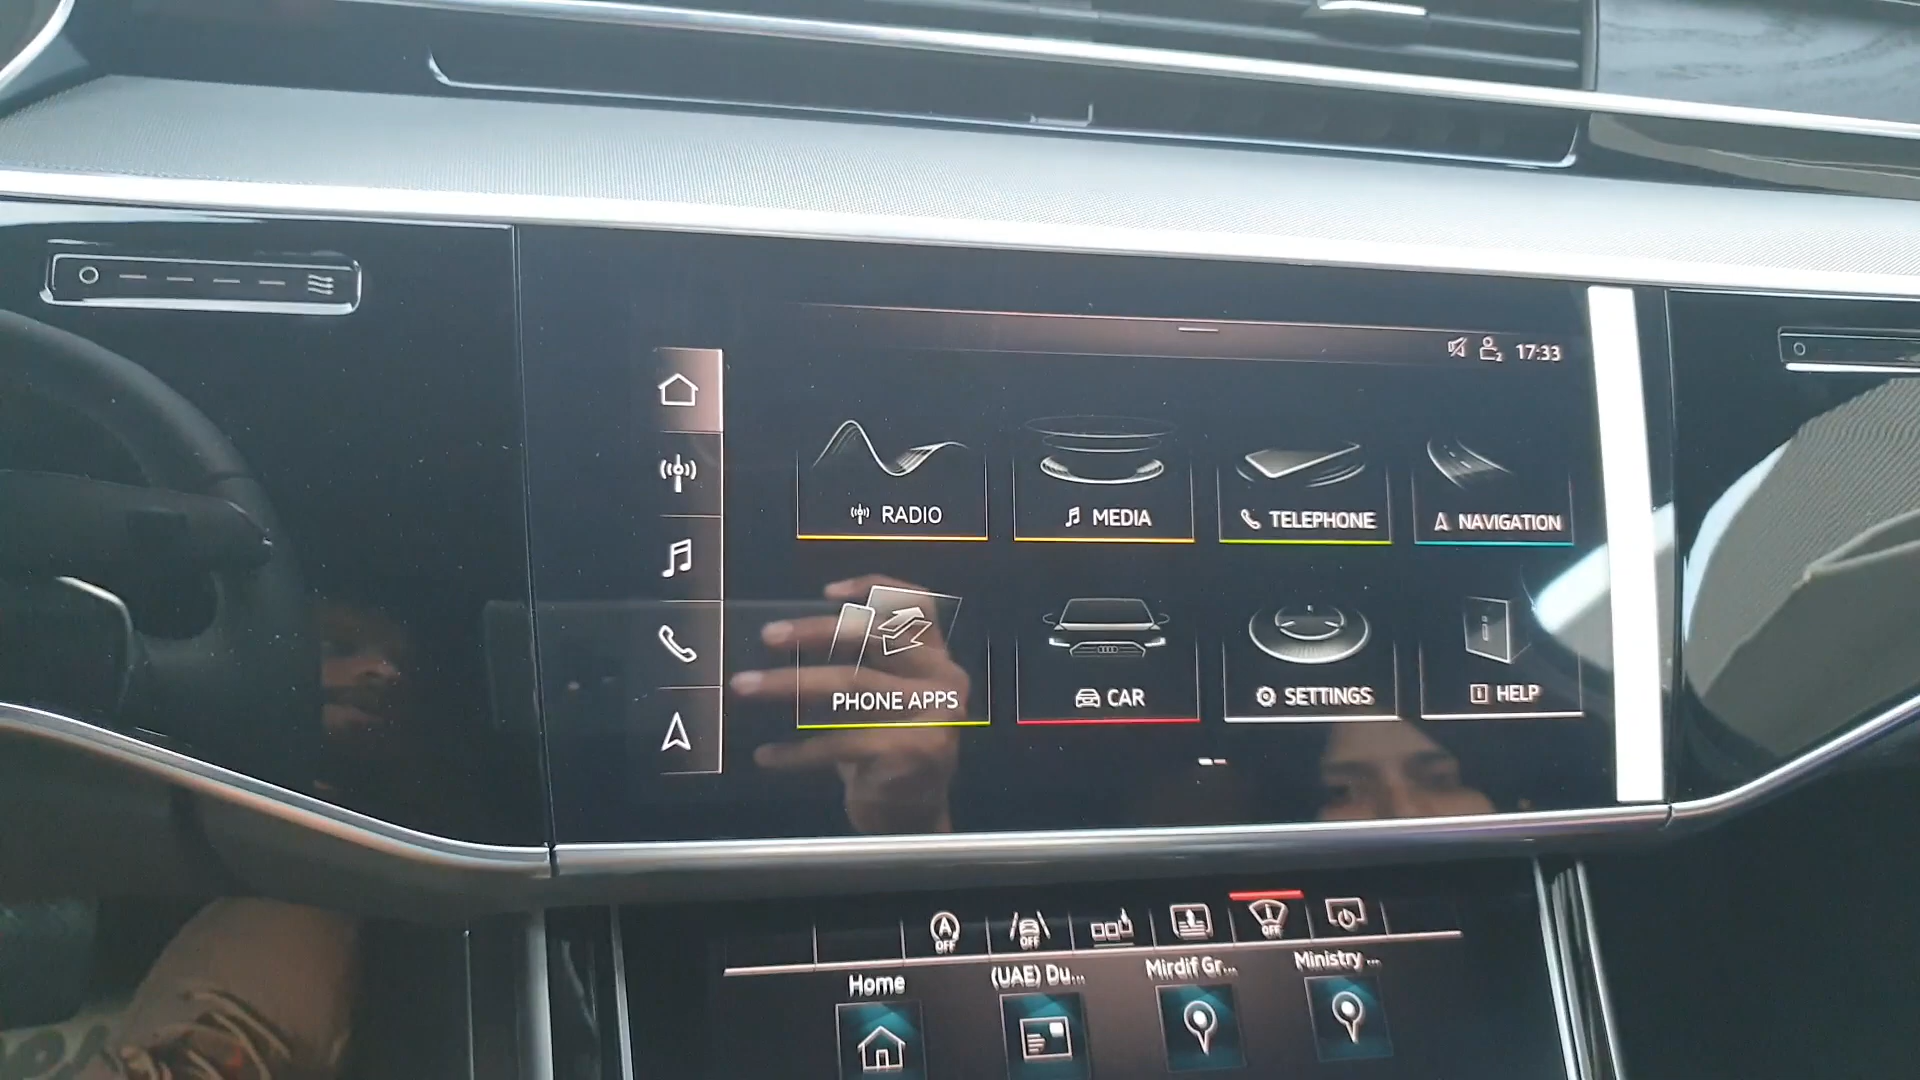 17:33
RADIO
MEDIA
TELEPHONE
NAVIGATION
PHONE APPS
CAR
SETTINGS
HELP
A
OFF
OFF
OFF
Home
(UAE) Du...
Mirdif Gr...
Ministry ...